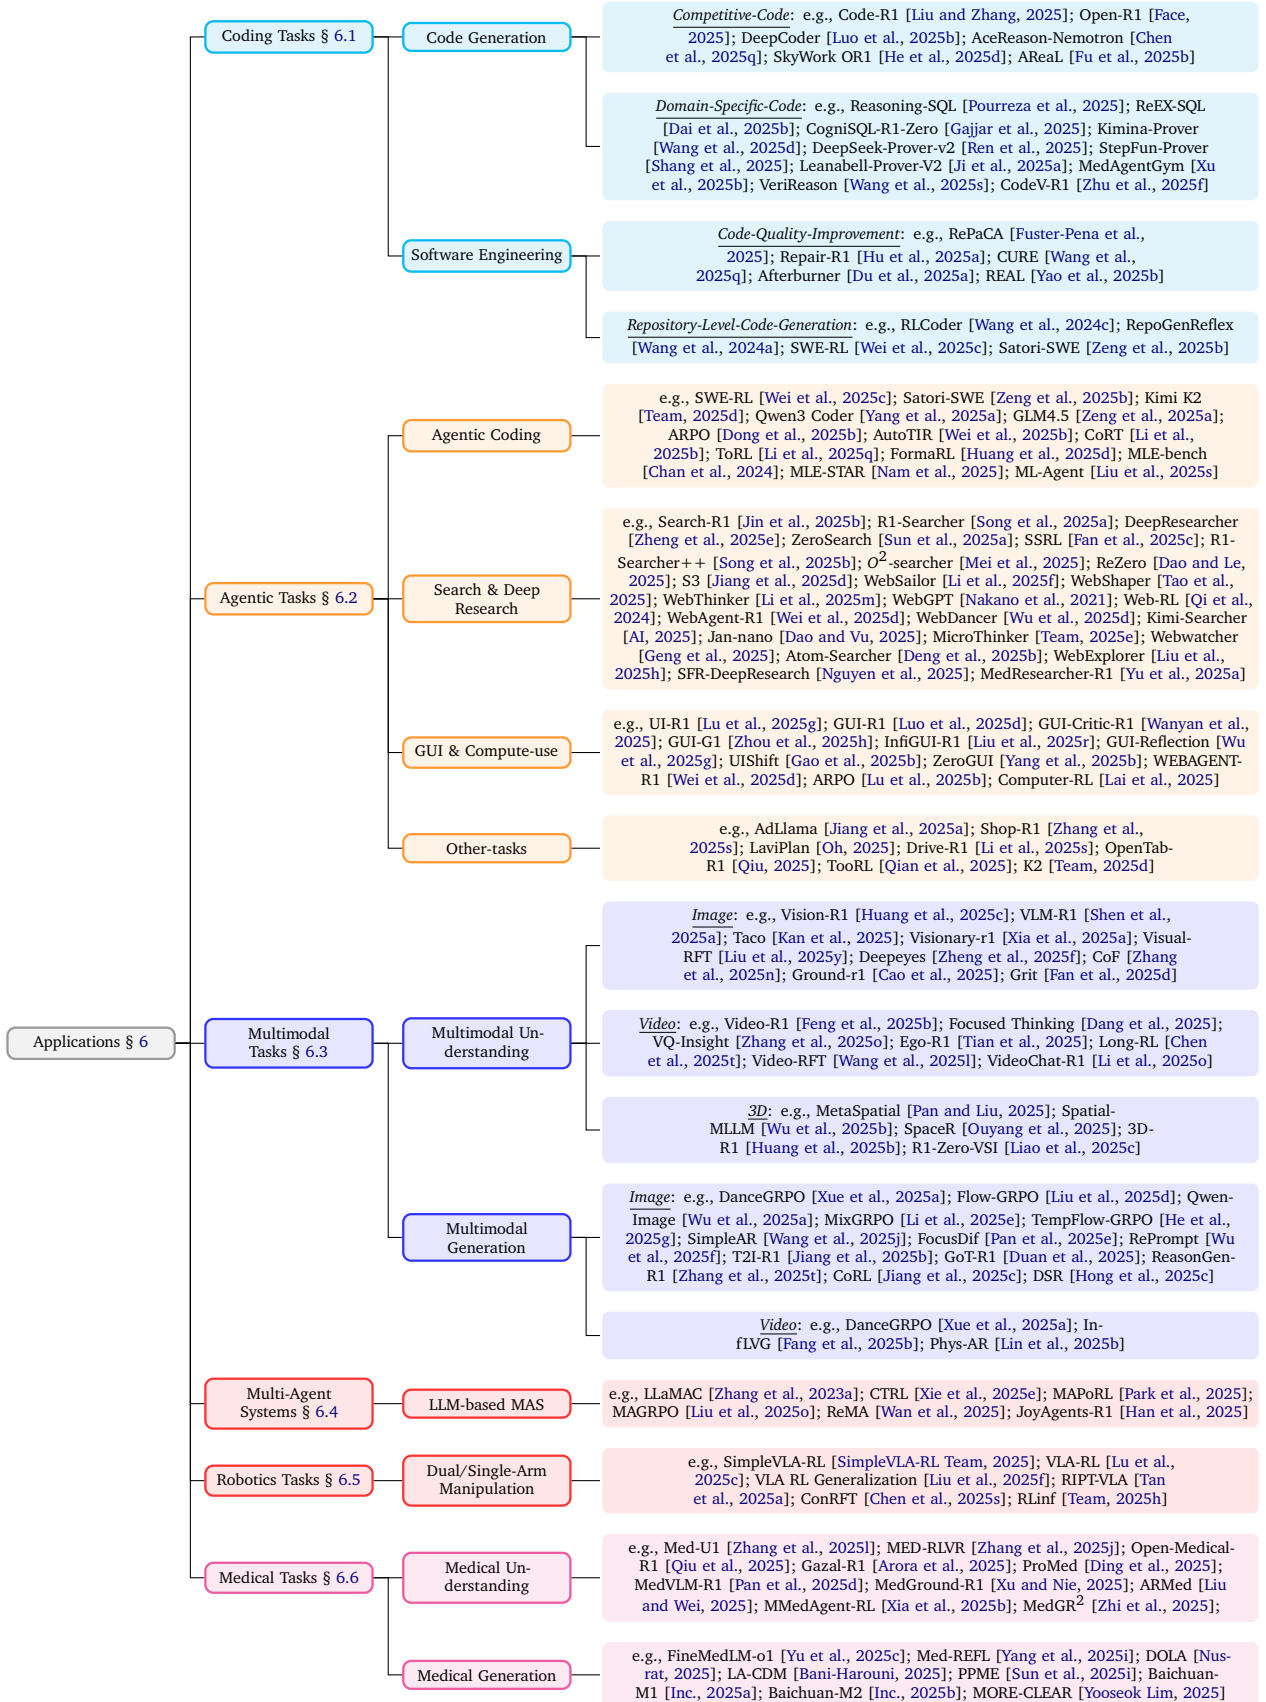 Applications § 6
Coding Tasks § 6.1
Code Generation
Competitive-Code: e.g., Code-R1 [Liu and Zhang, 2025]; Open-R1 [Face,
2025]; DeepCoder [Luo et al., 2025b]; AceReason-Nemotron [Chen
et al., 2025q]; SkyWork OR1 [He et al., 2025d]; AReaL [Fu et al., 2025b]
Domain-Specific-Code: e.g., Reasoning-SQL [Pourreza et al., 2025]; ReEX-SQL
[Dai et al., 2025b]; CogniSQL-R1-Zero [Gajjar et al., 2025]; Kimina-Prover
[Wang et al., 2025d]; DeepSeek-Prover-v2 [Ren et al., 2025]; StepFun-Prover
[Shang et al., 2025]; Leanabell-Prover-V2 [Ji et al., 2025a]; MedAgentGym [Xu
et al., 2025b]; VeriReason [Wang et al., 2025s]; CodeV-R1 [Zhu et al., 2025f]
Software Engineering
Code-Quality-Improvement: e.g., RePaCA [Fuster-Pena et al.,
2025]; Repair-R1 [Hu et al., 2025a]; CURE [Wang et al.,
2025q]; Afterburner [Du et al., 2025a]; REAL [Yao et al., 2025b]
Repository-Level-Code-Generation: e.g., RLCoder [Wang et al., 2024c]; RepoGenReflex
[Wang et al., 2024a]; SWE-RL [Wei et al., 2025c]; Satori-SWE [Zeng et al., 2025b]
Agentic Tasks § 6.2
Agentic Coding
e.g., SWE-RL [Wei et al., 2025c]; Satori-SWE [Zeng et al., 2025b]; Kimi K2
[Team, 2025d]; Qwen3 Coder [Yang et al., 2025a]; GLM4.5 [Zeng et al., 2025a];
ARPO [Dong et al., 2025b]; AutoTIR [Wei et al., 2025b]; CoRT [Li et al.,
2025b]; ToRL [Li et al., 2025q]; FormaRL [Huang et al., 2025d]; MLE-bench
[Chan et al., 2024]; MLE-STAR [Nam et al., 2025]; ML-Agent [Liu et al., 2025s]
Search & Deep
Research
e.g., Search-R1 [Jin et al., 2025b]; R1-Searcher [Song et al., 2025a]; DeepResearcher
[Zheng et al., 2025e]; ZeroSearch [Sun et al., 2025a]; SSRL [Fan et al., 2025c]; R1-
Searcher++ [Song et al., 2025b]; O²-searcher [Mei et al., 2025]; ReZero [Dao and Le,
2025]; S3 [Jiang et al., 2025d]; WebSailor [Li et al., 2025f]; WebShaper [Tao et al.,
2025]; WebThinker [Li et al., 2025m]; WebGPT [Nakano et al., 2021]; Web-RL [Qi et al.,
2024]; WebAgent-R1 [Wei et al., 2025d]; WebDancer [Wu et al., 2025d]; Kimi-Searcher
[AI, 2025]; Jan-nano [Dao and Vu, 2025]; MicroThinker [Team, 2025e]; Webwatcher
[Geng et al., 2025]; Atom-Searcher [Deng et al., 2025b]; WebExplorer [Liu et al.,
2025h]; SFR-DeepResearch [Nguyen et al., 2025]; MedResearcher-R1 [Yu et al., 2025a]
GUI & Compute-use
e.g., UI-R1 [Lu et al., 2025g]; GUI-R1 [Luo et al., 2025d]; GUI-Critic-R1 [Wanyan et al.,
2025]; GUI-G1 [Zhou et al., 2025h]; InfiGUI-R1 [Liu et al., 2025r]; GUI-Reflection [Wu
et al., 2025g]; UIShift [Gao et al., 2025b]; ZeroGUI [Yang et al., 2025b]; WEBAGENT-
R1 [Wei et al., 2025d]; ARPO [Lu et al., 2025b]; Computer-RL [Lai et al., 2025]
Other-tasks
e.g., AdLlama [Jiang et al., 2025a]; Shop-R1 [Zhang et al.,
2025s]; LaviPlan [Oh, 2025]; Drive-R1 [Li et al., 2025s]; OpenTab-
R1 [Qiu, 2025]; TooRL [Qian et al., 2025]; K2 [Team, 2025d]
Multimodal
Tasks § 6.3
Multimodal Un-
derstanding
Image: e.g., Vision-R1 [Huang et al., 2025c]; VLM-R1 [Shen et al.,
2025a]; Taco [Kan et al., 2025]; Visionary-r1 [Xia et al., 2025a]; Visual-
RFT [Liu et al., 2025y]; Deepeyes [Zheng et al., 2025f]; CoF [Zhang
et al., 2025n]; Ground-r1 [Cao et al., 2025]; Grit [Fan et al., 2025d]
Video: e.g., Video-R1 [Feng et al., 2025b]; Focused Thinking [Dang et al., 2025];
VQ-Insight [Zhang et al., 2025o]; Ego-R1 [Tian et al., 2025]; Long-RL [Chen
et al., 2025t]; Video-RFT [Wang et al., 2025l]; VideoChat-R1 [Li et al., 2025o]
3D: e.g., MetaSpatial [Pan and Liu, 2025]; Spatial-
MLLM [Wu et al., 2025b]; SpaceR [Ouyang et al., 2025]; 3D-
R1 [Huang et al., 2025b]; R1-Zero-VSI [Liao et al., 2025c]
Multimodal
Generation
Image: e.g., DanceGRPO [Xue et al., 2025a]; Flow-GRPO [Liu et al., 2025d]; Qwen-
Image [Wu et al., 2025a]; MixGRPO [Li et al., 2025e]; TempFlow-GRPO [He et al.,
2025g]; SimpleAR [Wang et al., 2025j]; FocusDif [Pan et al., 2025e]; RePrompt [Wu
et al., 2025f]; T2I-R1 [Jiang et al., 2025b]; GoT-R1 [Duan et al., 2025]; ReasonGen-
R1 [Zhang et al., 2025t]; CoRL [Jiang et al., 2025c]; DSR [Hong et al., 2025c]
Video: e.g., DanceGRPO [Xue et al., 2025a]; In-
fLVG [Fang et al., 2025b]; Phys-AR [Lin et al., 2025b]
Multi-Agent
Systems § 6.4
LLM-based MAS
e.g., LLaMAC [Zhang et al., 2023a]; CTRL [Xie et al., 2025e]; MAPoRL [Park et al., 2025];
MAGRPO [Liu et al., 2025o]; ReMA [Wan et al., 2025]; JoyAgents-R1 [Han et al., 2025]
Robotics Tasks § 6.5
Dual/Single-Arm
Manipulation
e.g., SimpleVLA-RL [SimpleVLA-RL Team, 2025]; VLA-RL [Lu et al.,
2025c]; VLA RL Generalization [Liu et al., 2025f]; RIPT-VLA [Tan
et al., 2025a]; ConRFT [Chen et al., 2025s]; RLinf [Team, 2025h]
Medical Tasks § 6.6
Medical Un-
derstanding
e.g., Med-U1 [Zhang et al., 2025l]; MED-RLVR [Zhang et al., 2025j]; Open-Medical-
R1 [Qiu et al., 2025]; Gazal-R1 [Arora et al., 2025]; ProMed [Ding et al., 2025];
MedVLM-R1 [Pan et al., 2025d]; MedGround-R1 [Xu and Nie, 2025]; ARMed [Liu
and Wei, 2025]; MMedAgent-RL [Xia et al., 2025b]; MedGR² [Zhi et al., 2025];
Medical Generation
e.g., FineMedLM-o1 [Yu et al., 2025c]; Med-REFL [Yang et al., 2025i]; DOLA [Nus-
rat, 2025]; LA-CDM [Bani-Harouni, 2025]; PPME [Sun et al., 2025i]; Baichuan-
M1 [Inc., 2025a]; Baichuan-M2 [Inc., 2025b]; MORE-CLEAR [Yooseok Lim, 2025]